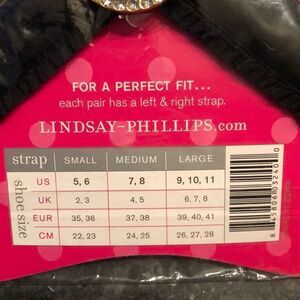 FOR A PERFECT FIT...
each pair has a left & right strap.
LINDSAY-PHILLIPS.com
strap SMALL MEDIUM LARGE
shoe size
US 5, 6 7, 8 9, 10, 11
UK 2, 3 4, 5 6, 7, 8
EUR 35, 36 37, 38 39, 40, 41
CM 22, 23 24, 25 26, 27, 28